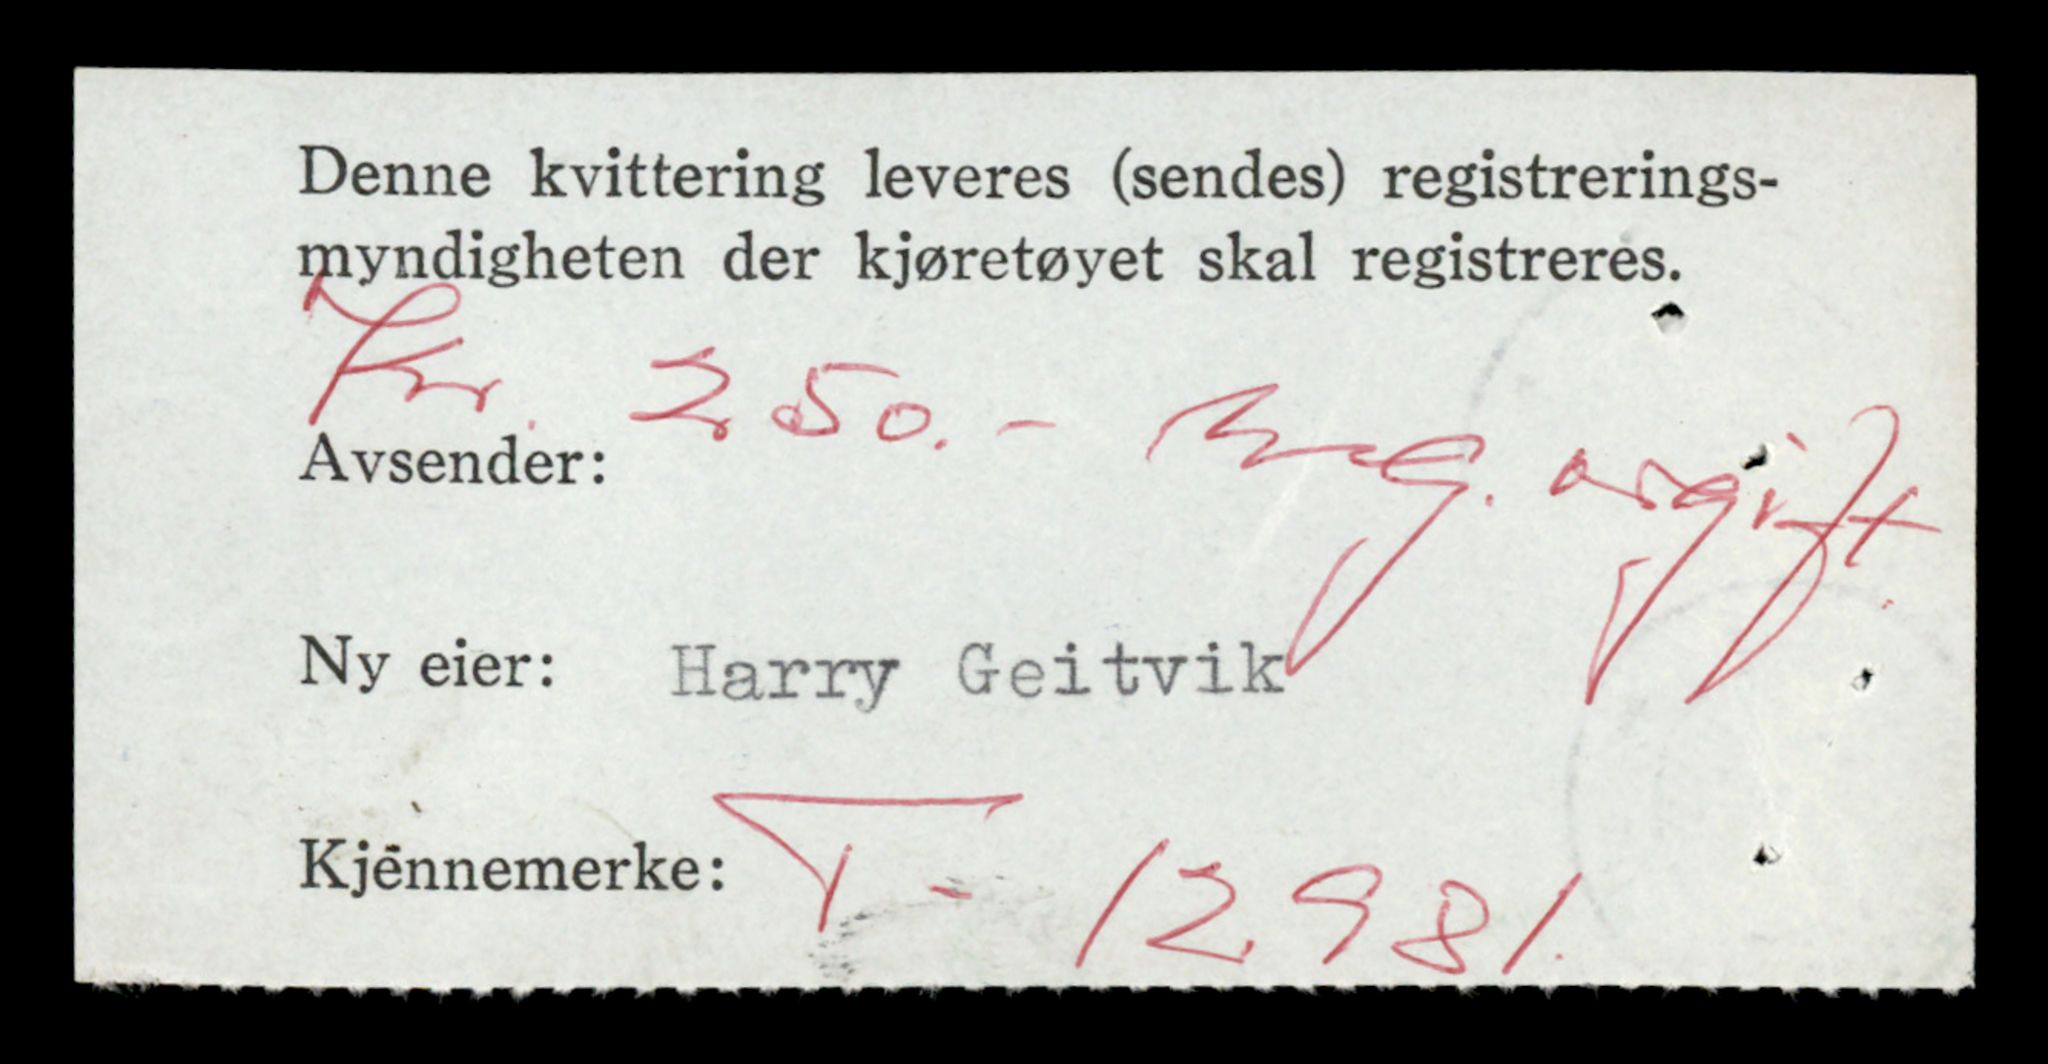 Denne kvittering leveres (sendes) registrerings-
myndigheten der kjøretøyet skal registreres.
Kr. 250.- avgift.
Avsender:
Ny eier: Harry Geitvik
Kjennemerke: T- 12981.